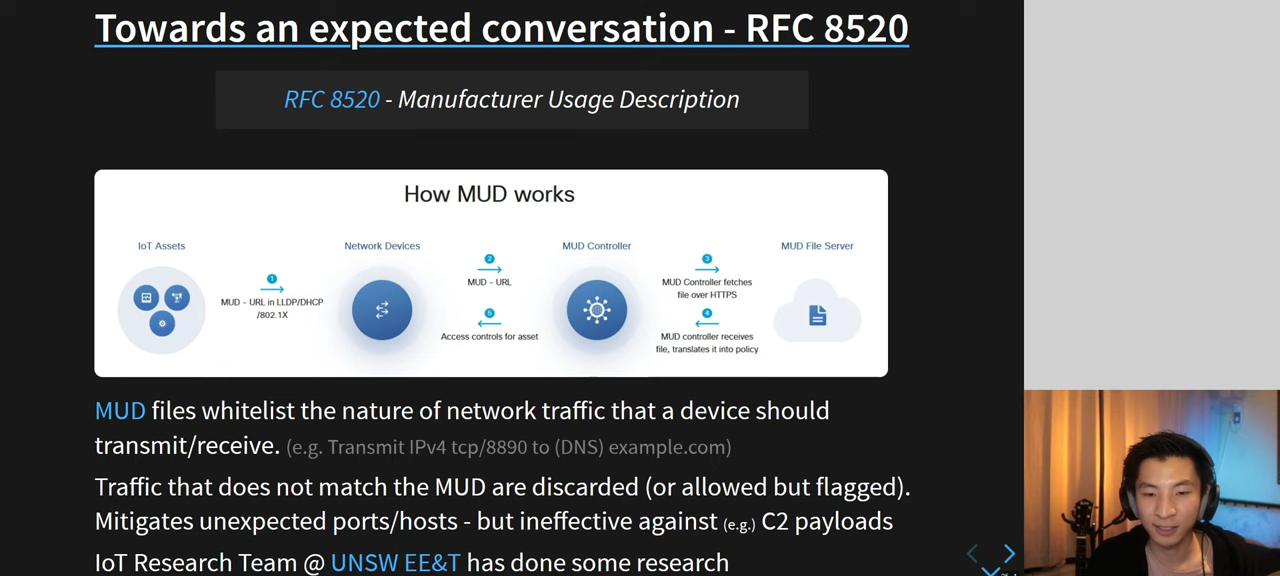 Towards an expected conversation - RFC 8520
RFC 8520 - Manufacturer Usage Description
How MUD works
IoT Assets
Network Devices
MUD Controller
MUD File Server
1
MUD - URL in LLDP/DHCP
/802.1X
2
MUD - URL
5
Access controls for asset
3
MUD Controller fetches
file over HTTPS
4
MUD controller receives
file, translates it into policy
MUD files whitelist the nature of network traffic that a device should
transmit/receive. (e.g. Transmit IPv4 tcp/8890 to (DNS) example.com)
Traffic that does not match the MUD are discarded (or allowed but flagged).
Mitigates unexpected ports/hosts - but ineffective against (e.g.) C2 payloads
IoT Research Team @ UNSW EE&T has done some research